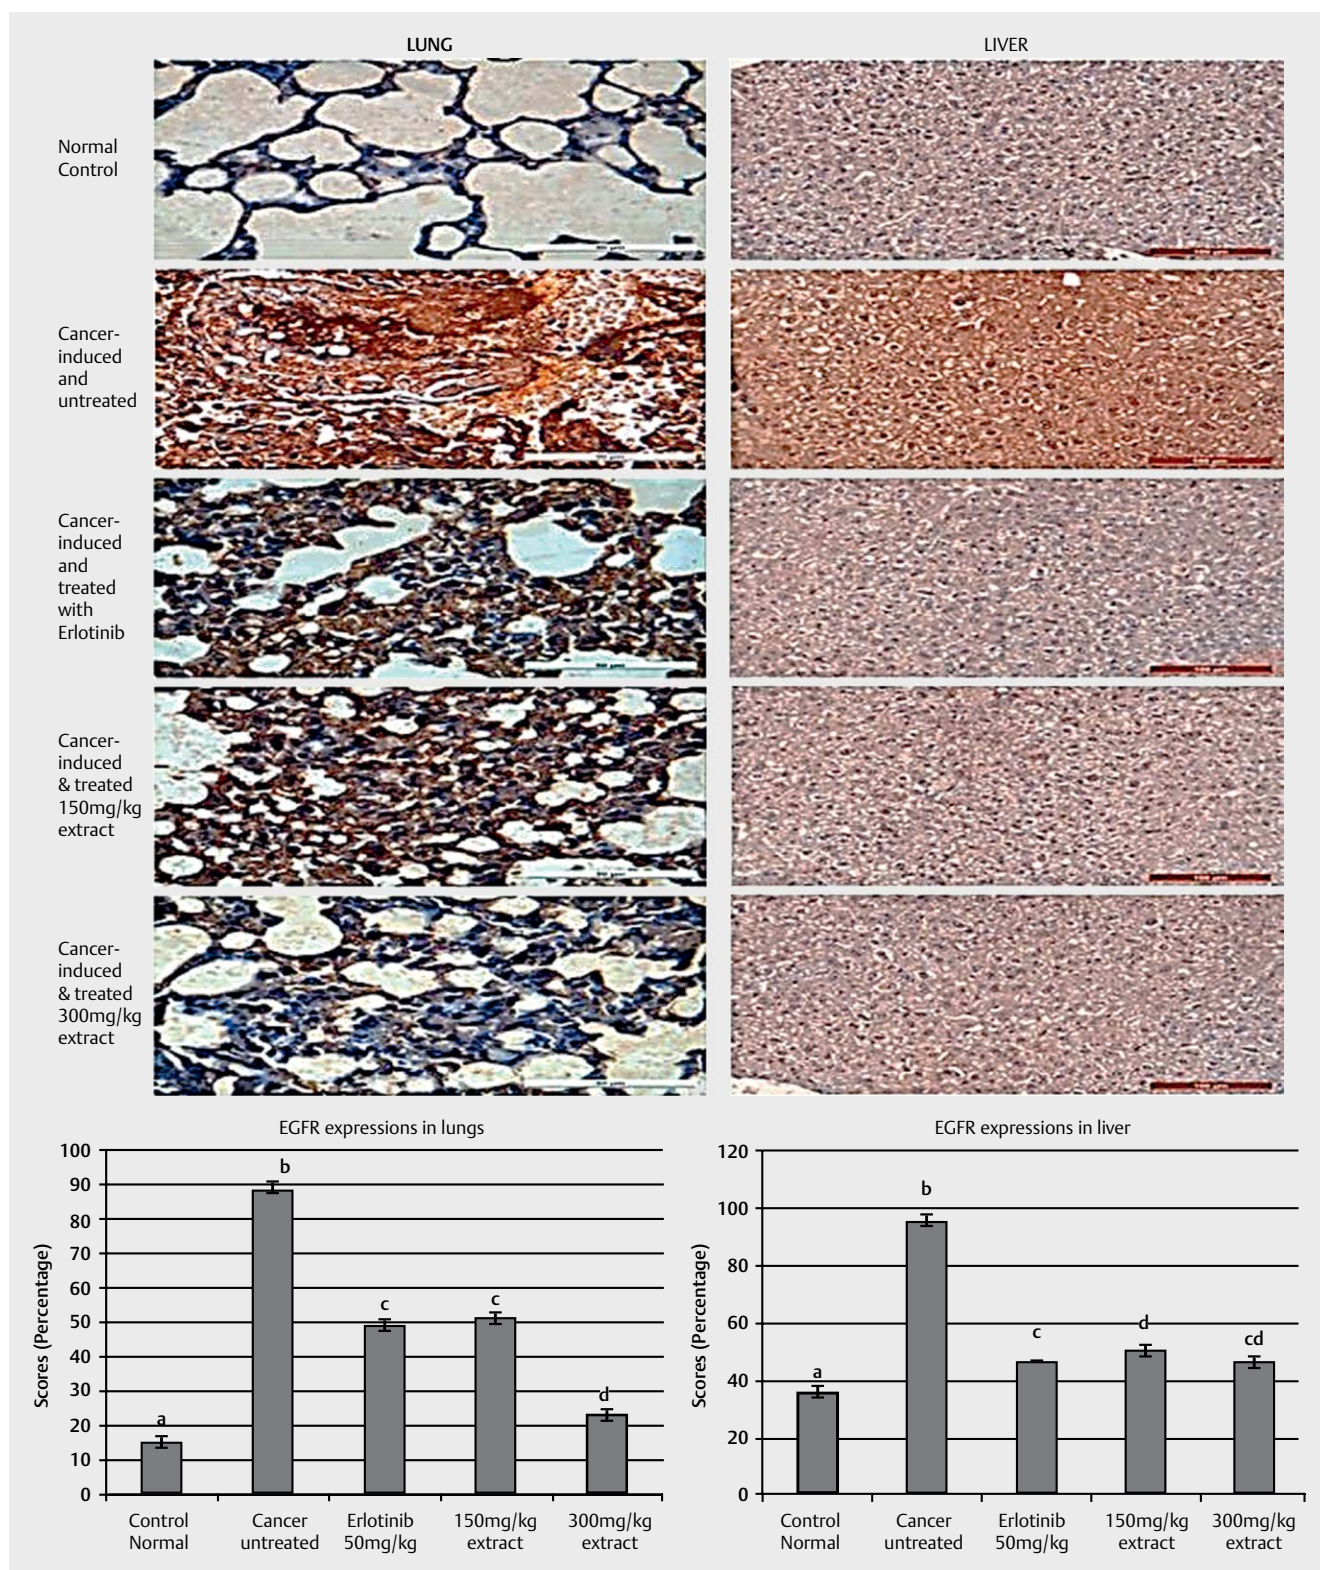 LUNG
LIVER
Normal
Control
Cancer-
induced
and
untreated
Cancer-
induced
and
treated
with
Erlotinib
Cancer-
induced
& treated
150mg/kg
extract
Cancer-
induced
& treated
300mg/kg
extract
EGFR expressions in lungs
Scores (Percentage)
100
90
80
70
60
50
40
30
20
10
0
a
b
c
c
d
Control
Normal
Cancer
untreated
Erlotinib
50mg/kg
150mg/kg
extract
300mg/kg
extract
EGFR expressions in liver
Scores (Percentage)
120
100
80
60
40
20
0
a
b
c
d
cd
Control
Normal
Cancer
untreated
Erlotinib
50mg/kg
150mg/kg
extract
300mg/kg
extract